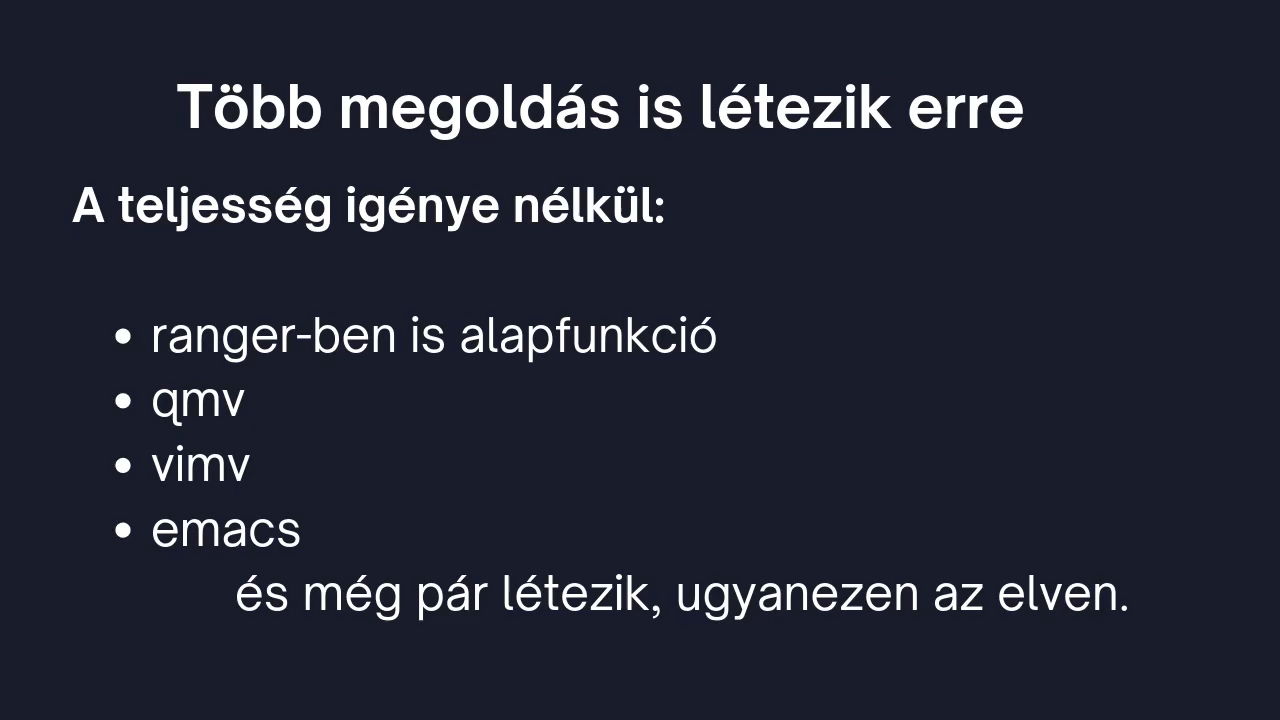 Több megoldás is létezik erre
A teljesség igénye nélkül:
• ranger-ben is alapfunkció
• qmv
• vimv
• emacs
és még pár létezik, ugyanezen az elven.